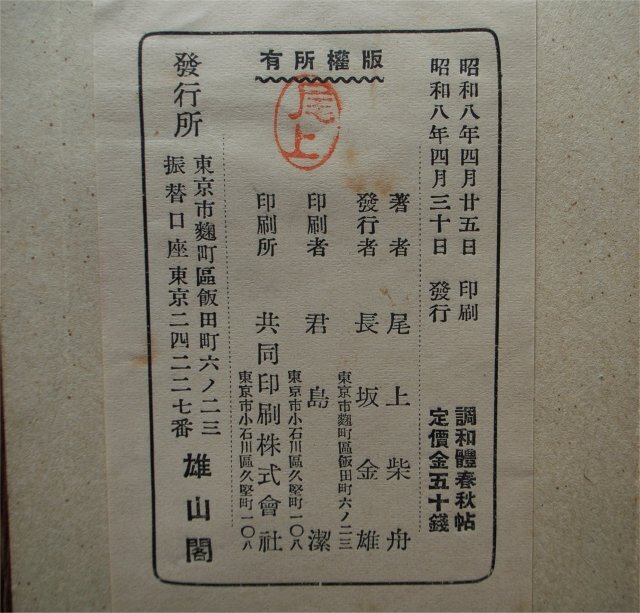 昭和八年四月廿五日 印刷
昭和八年四月三十日 發行
調和體春秋帖
定價金五十錢
版權所有
尾上
著者 尾上柴舟
發行者 長坂金雄
東京市麴町區飯田町六ノ二三
印刷者 君島潔
東京市小石川區久堅町一〇八
印刷所 共同印刷株式會社
東京市小石川區久堅町一〇八
發行所
東京市麴町區飯田町六ノ二三
振替口座東京二四二二七番
雄山閣